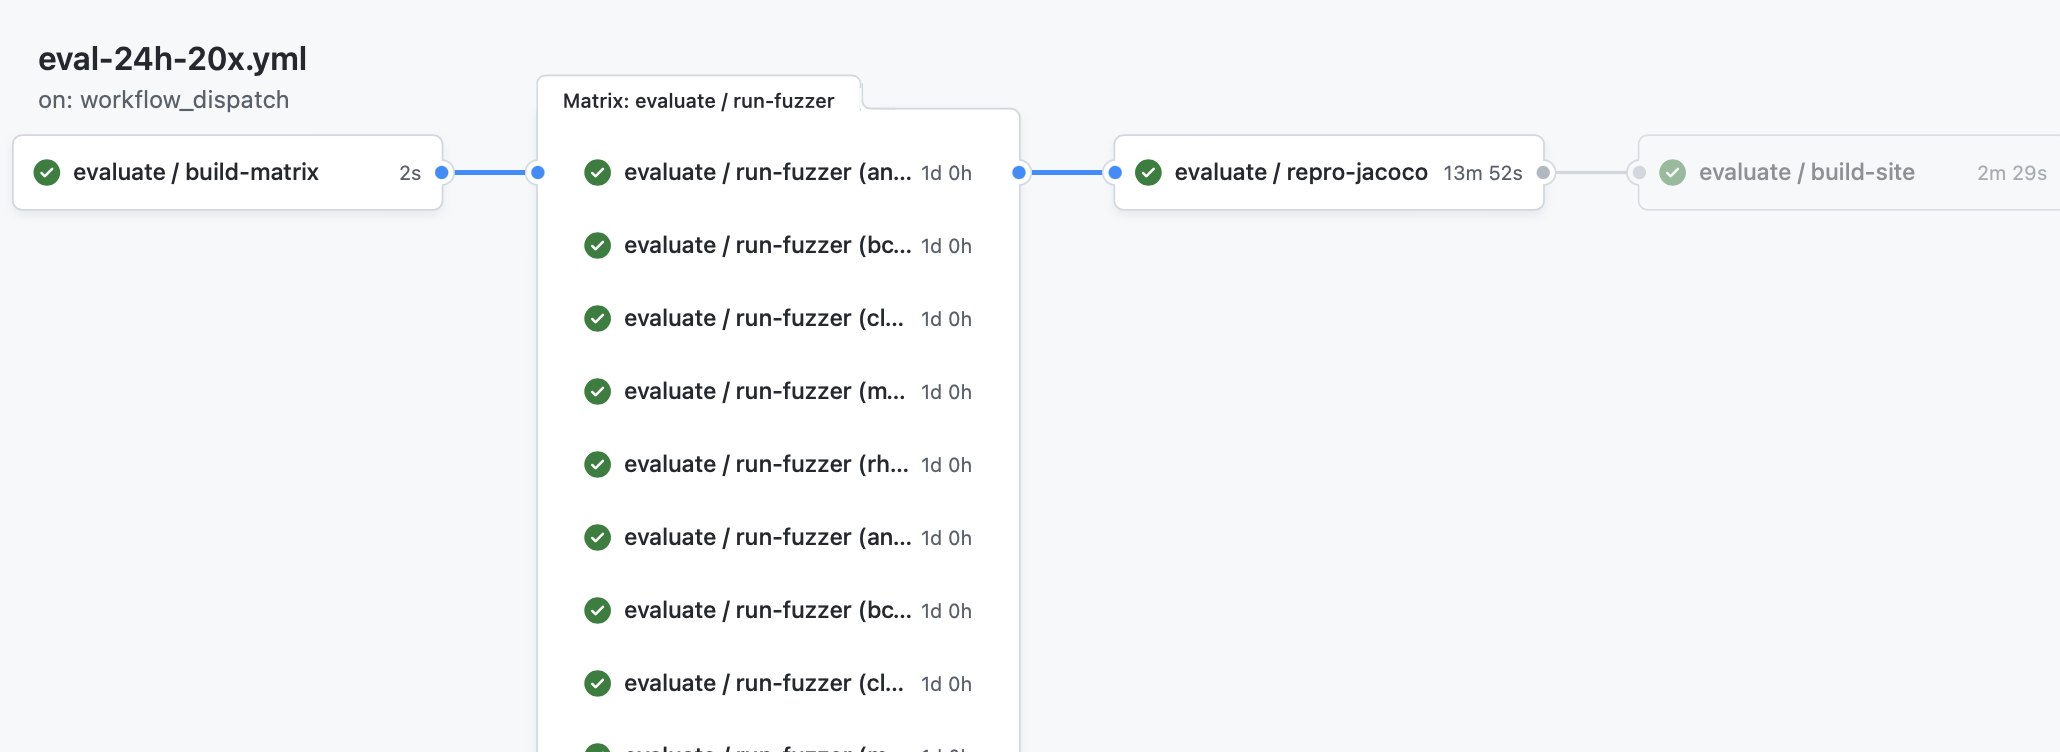 eval-24h-20x.yml
on: workflow_dispatch
Matrix: evaluate / run-fuzzer
evaluate / build-matrix 2s
evaluate / run-fuzzer (an... 1d 0h
evaluate / repro-jacoco 13m 52s
evaluate / build-site 2m 29s
evaluate / run-fuzzer (bc... 1d 0h
evaluate / run-fuzzer (cl... 1d 0h
evaluate / run-fuzzer (m... 1d 0h
evaluate / run-fuzzer (rh... 1d 0h
evaluate / run-fuzzer (an... 1d 0h
evaluate / run-fuzzer (bc... 1d 0h
evaluate / run-fuzzer (cl... 1d 0h